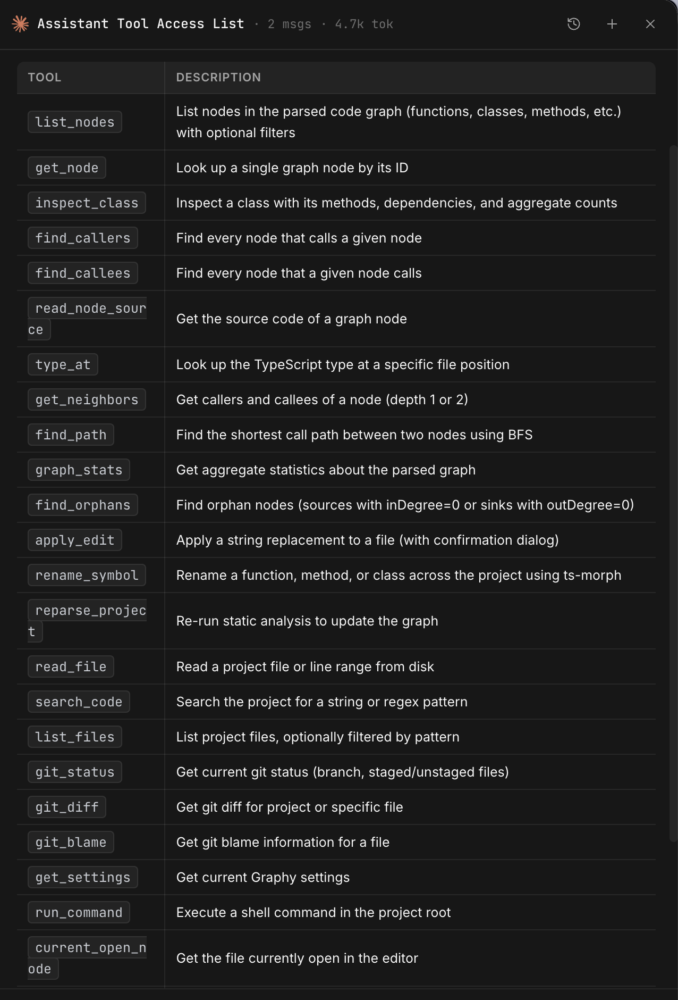 Assistant Tool Access List · 2 msgs · 4.7k tok
TOOL DESCRIPTION
list_nodes List nodes in the parsed code graph (functions, classes, methods, etc.)
with optional filters
get_node Look up a single graph node by its ID
inspect_class Inspect a class with its methods, dependencies, and aggregate counts
find_callers Find every node that calls a given node
find_callees Find every node that a given node calls
read_node_sour
ce
Get the source code of a graph node
type_at Look up the TypeScript type at a specific file position
get_neighbors Get callers and callees of a node (depth 1 or 2)
find_path Find the shortest call path between two nodes using BFS
graph_stats Get aggregate statistics about the parsed graph
find_orphans Find orphan nodes (sources with inDegree=0 or sinks with outDegree=0)
apply_edit Apply a string replacement to a file (with confirmation dialog)
rename_symbol Rename a function, method, or class across the project using ts-morph
reparse_projec
t
Re-run static analysis to update the graph
read_file Read a project file or line range from disk
search_code Search the project for a string or regex pattern
list_files List project files, optionally filtered by pattern
git_status Get current git status (branch, staged/unstaged files)
git_diff Get git diff for project or specific file
git_blame Get git blame information for a file
get_settings Get current Graphy settings
run_command Execute a shell command in the project root
current_open_n
ode
Get the file currently open in the editor